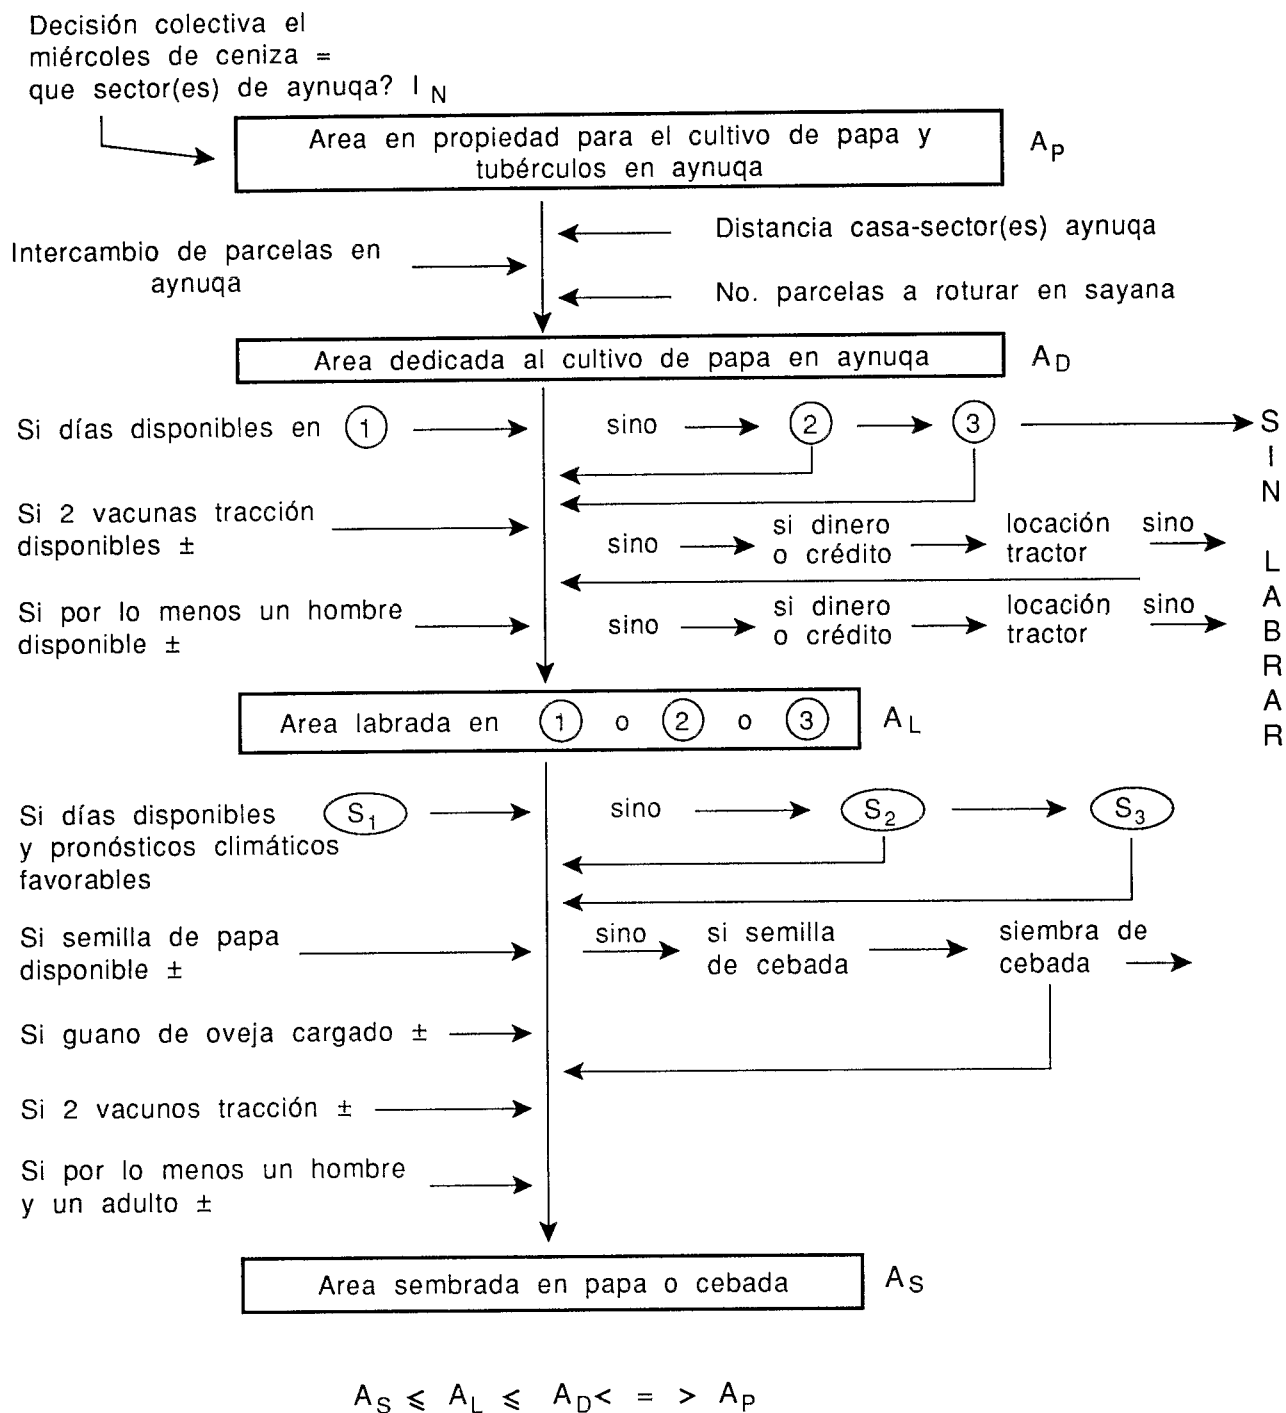 Decisión colectiva el
miércoles de ceniza =
que sector(es) de aynuqa? I N
Area en propiedad para el cultivo de papa y
tubérculos en aynuqa
A P
Distancia casa-sector(es) aynuqa
Intercambio de parcelas en
aynuqa
No. parcelas a roturar en sayana
Area dedicada al cultivo de papa en aynuqa
A D
Si días disponibles en 1
sino 2 3
SIN LABRAR
Si 2 vacunas tracción
disponibles ±
sino
si dinero
o crédito
locación
tractor
sino
Si por lo menos un hombre
disponible ±
sino
si dinero
o crédito
locación
tractor
sino
Area labrada en 1 o 2 o 3
A L
Si días disponibles
y pronósticos climáticos
favorables
S1
sino S2 S3
Si semilla de papa
disponible ±
sino
si semilla
de cebada
siembra de
cebada
Si guano de oveja cargado ±
Si 2 vacunos tracción ±
Si por lo menos un hombre
y un adulto ±
Area sembrada en papa o cebada
A S
A S ⩽ A L ⩽ A D < = > A P